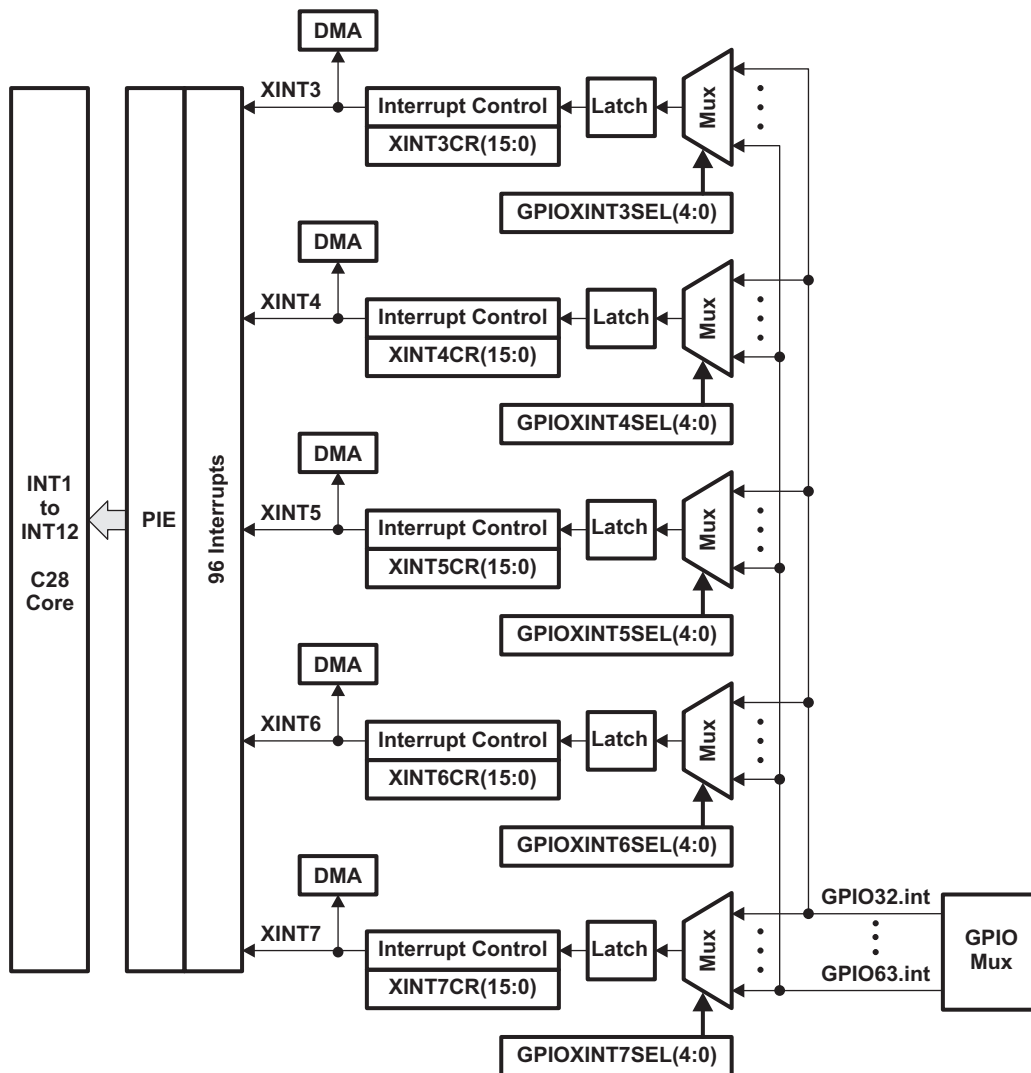 DMA
XINT3
Interrupt Control
XINT3CR(15:0)
Latch
Mux
GPIOXINT3SEL(4:0)
DMA
XINT4
Interrupt Control
XINT4CR(15:0)
Latch
Mux
GPIOXINT4SEL(4:0)
INT1
to
INT12
C28
Core
PIE
96 Interrupts
DMA
XINT5
Interrupt Control
XINT5CR(15:0)
Latch
Mux
GPIOXINT5SEL(4:0)
DMA
XINT6
Interrupt Control
XINT6CR(15:0)
Latch
Mux
GPIOXINT6SEL(4:0)
DMA
XINT7
Interrupt Control
XINT7CR(15:0)
Latch
Mux
GPIOXINT7SEL(4:0)
GPIO32.int
GPIO63.int
GPIO
Mux